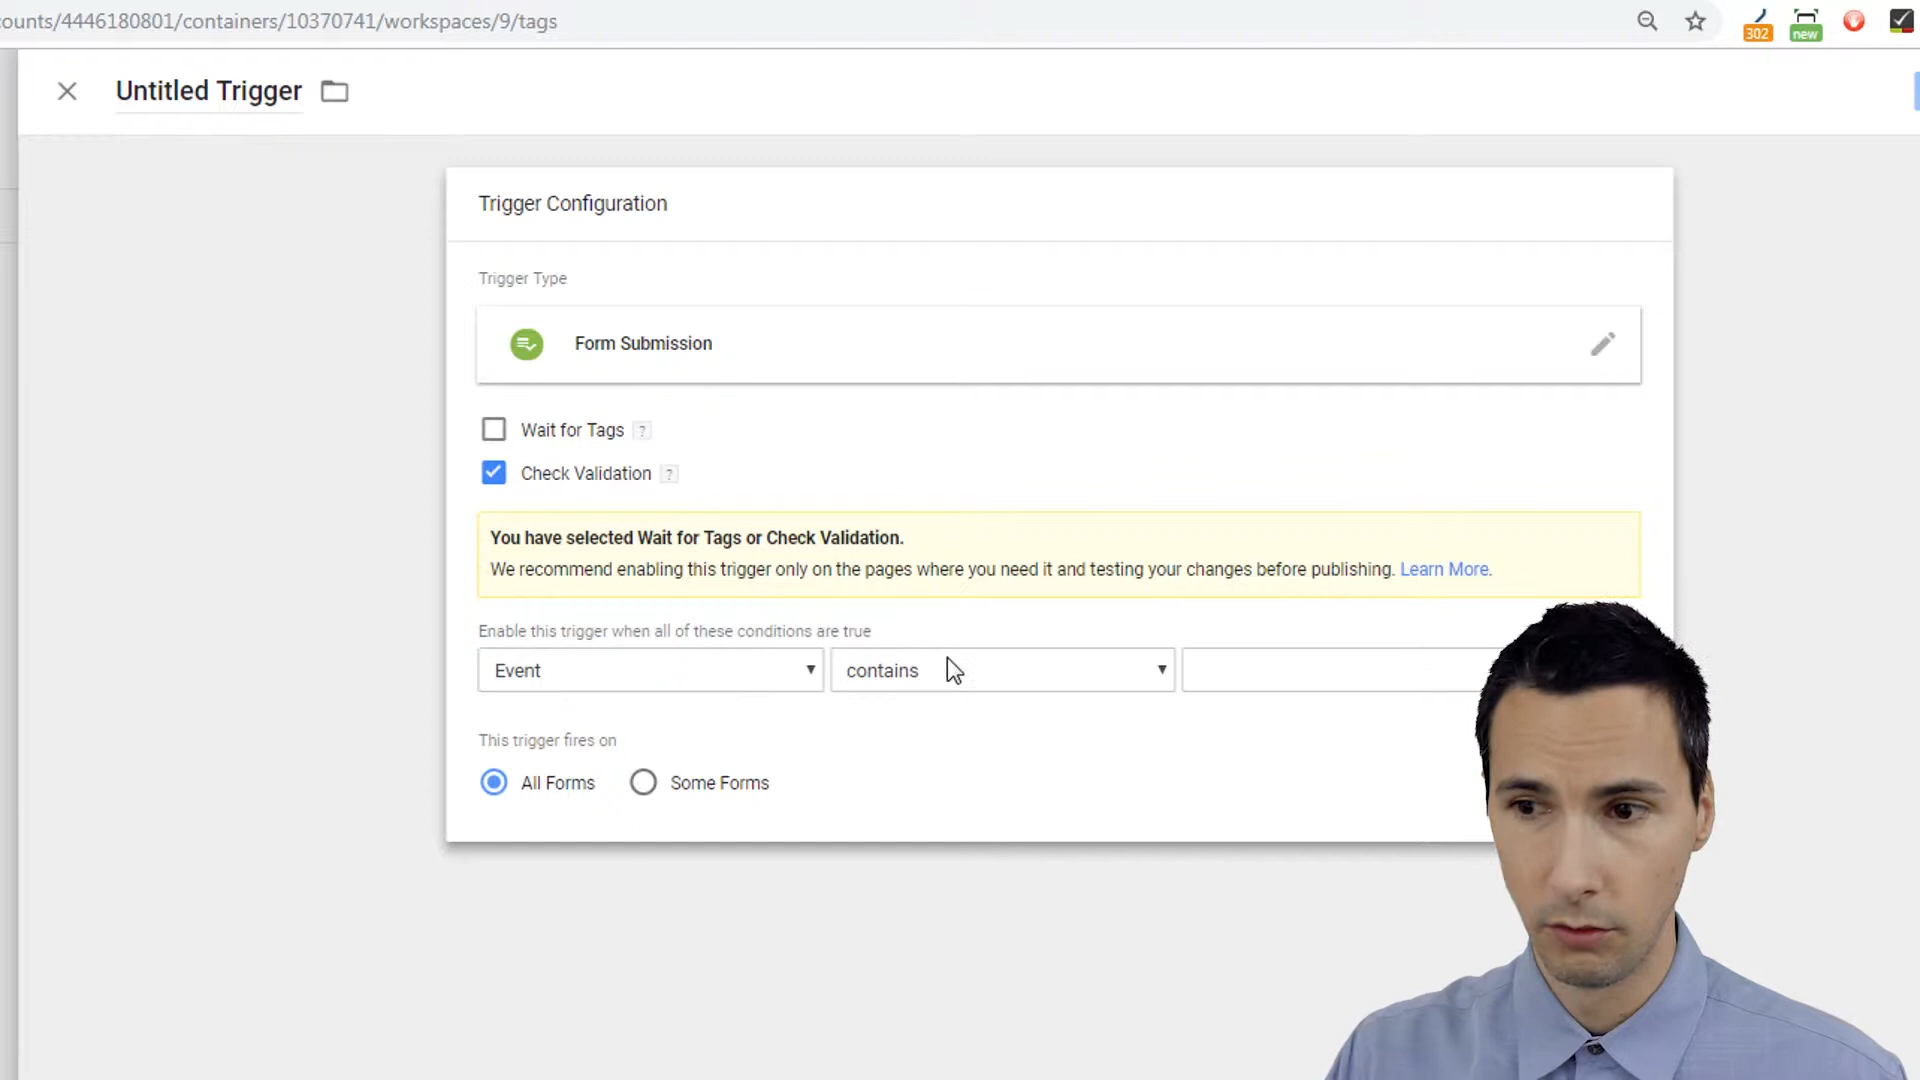 counts/4446180801/containers/10370741/workspaces/9/tags
302
new
Untitled Trigger
Trigger Configuration
Trigger Type
Form Submission
Wait for Tags ?
Check Validation ?
You have selected Wait for Tags or Check Validation.
We recommend enabling this trigger only on the pages where you need it and testing your changes before publishing. Learn More.
Enable this trigger when all of these conditions are true
Event
contains
This trigger fires on
All Forms
Some Forms